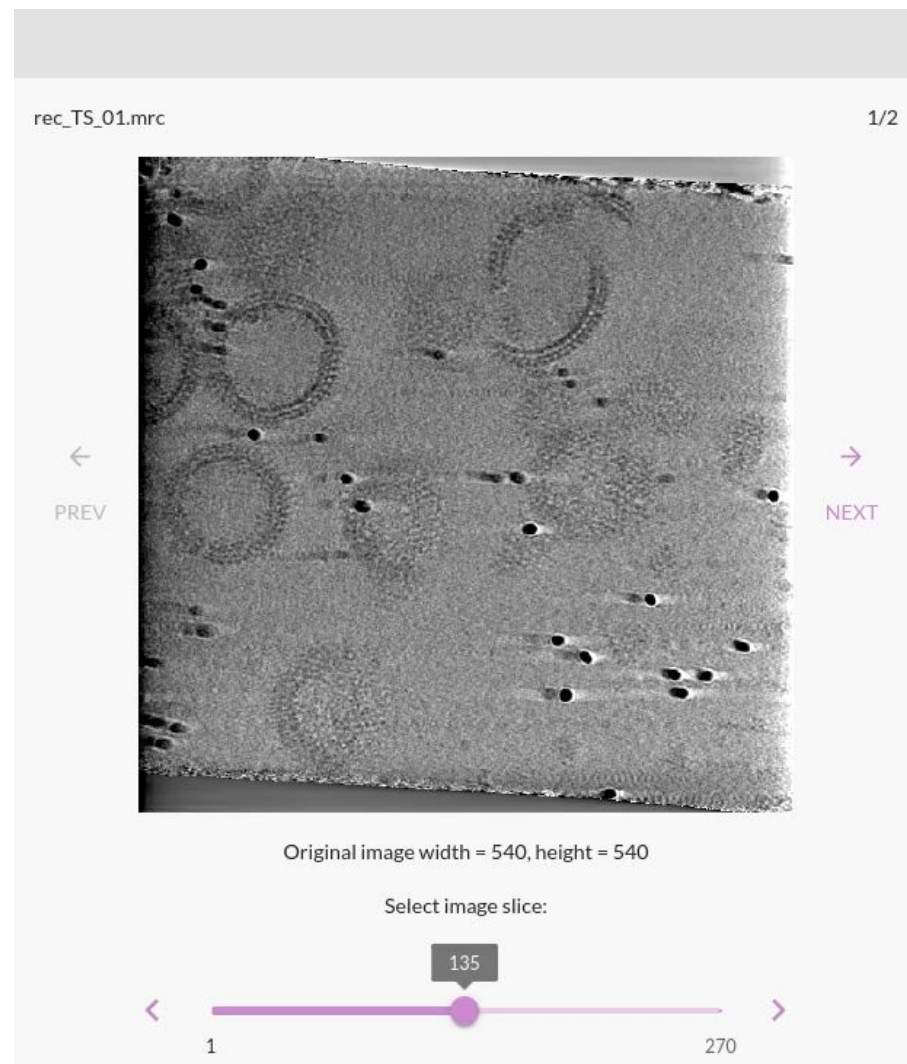 rec_TS_01.mrc 1/2
PREV NEXT
Original image width = 540, height = 540
Select image slice:
135
1 270